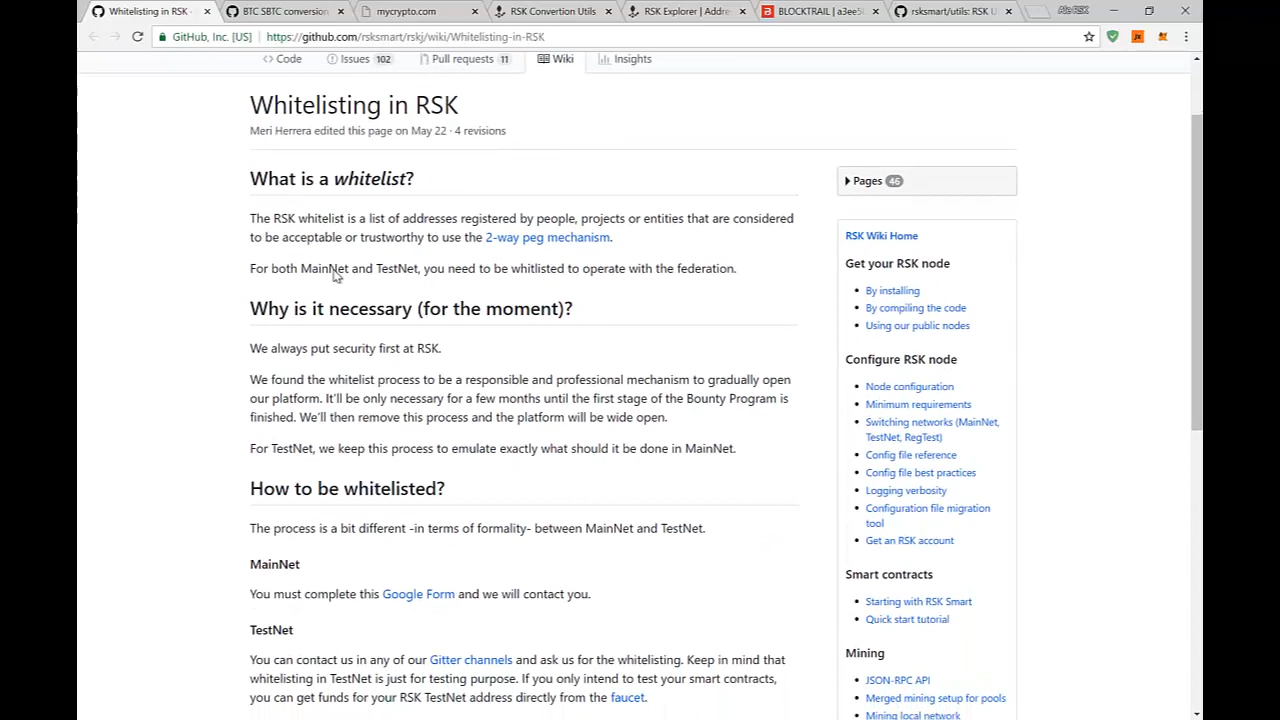 Whitelisting in RSK ·
BTC SBTC conversion
mycrypto.com
RSK Convertion Utils
RSK Explorer | Addre
BLOCKTRAIL | a3ee5
rsksmart/utils: RSK U
Ale RSK
GitHub, Inc. [US]
https://github.com/rsksmart/rskj/wiki/Whitelisting-in-RSK
Code
Issues 102
Pull requests 11
Wiki
Insights
Whitelisting in RSK
Meri Herrera edited this page on May 22 · 4 revisions
What is a whitelist?
The RSK whitelist is a list of addresses registered by people, projects or entities that are considered
to be acceptable or trustworthy to use the 2-way peg mechanism.
For both MainNet and TestNet, you need to be whitlisted to operate with the federation.
Why is it necessary (for the moment)?
We always put security first at RSK.
We found the whitelist process to be a responsible and professional mechanism to gradually open
our platform. It'll be only necessary for a few months until the first stage of the Bounty Program is
finished. We'll then remove this process and the platform will be wide open.
For TestNet, we keep this process to emulate exactly what should it be done in MainNet.
How to be whitelisted?
The process is a bit different -in terms of formality- between MainNet and TestNet.
MainNet
You must complete this Google Form and we will contact you.
TestNet
You can contact us in any of our Gitter channels and ask us for the whitelisting. Keep in mind that
whitelisting in TestNet is just for testing purpose. If you only intend to test your smart contracts,
you can get funds for your RSK TestNet address directly from the faucet.
Pages 46
RSK Wiki Home
Get your RSK node
• By installing
• By compiling the code
• Using our public nodes
Configure RSK node
• Node configuration
• Minimum requirements
• Switching networks (MainNet,
TestNet, RegTest)
• Config file reference
• Config file best practices
• Logging verbosity
• Configuration file migration
tool
• Get an RSK account
Smart contracts
• Starting with RSK Smart
• Quick start tutorial
Mining
• JSON-RPC API
• Merged mining setup for pools
• Mining local network